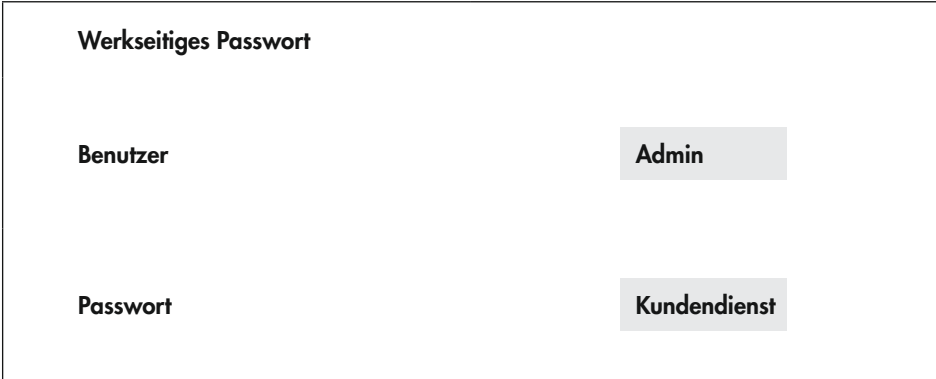 Werkseitiges Passwort
Benutzer Admin
Passwort Kundendienst